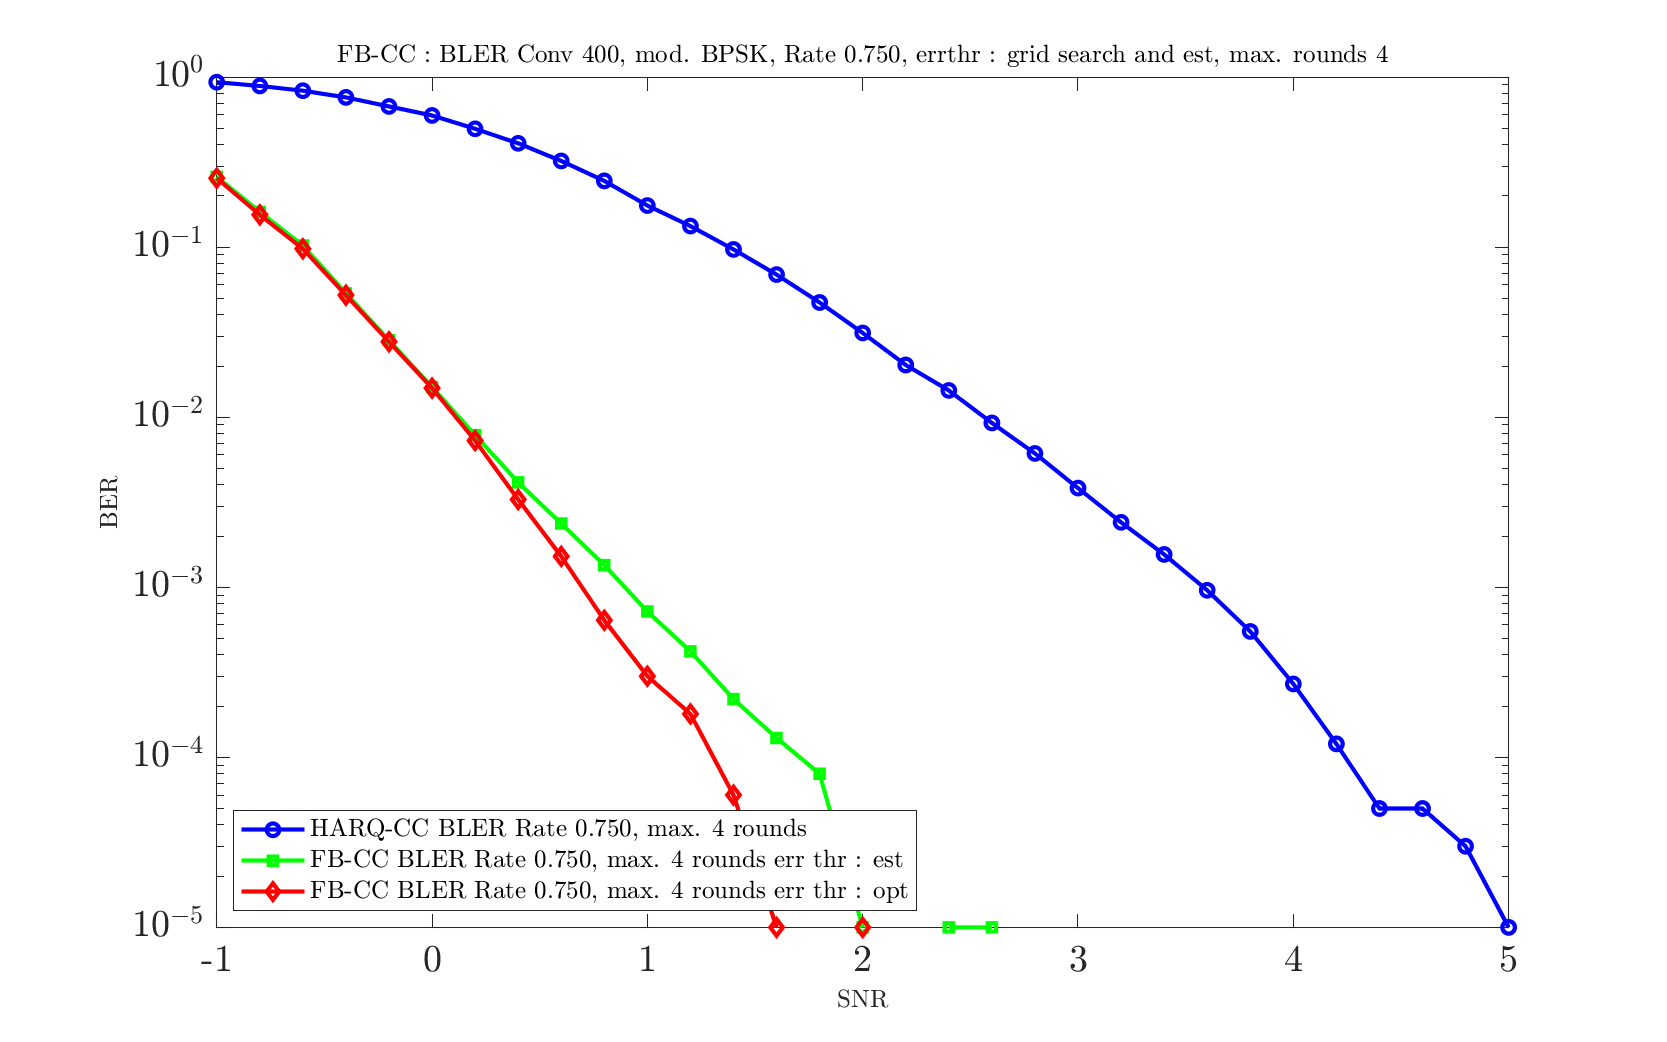 FB-CC : BLER Conv 400, mod. BPSK, Rate 0.750, errthr : grid search and est, max. rounds 4
10^0
10^-1
10^-2
10^-3
10^-4
10^-5
BER
HARQ-CC BLER Rate 0.750, max. 4 rounds
FB-CC BLER Rate 0.750, max. 4 rounds err thr : est
FB-CC BLER Rate 0.750, max. 4 rounds err thr : opt
-1 0 1 2 3 4 5
SNR